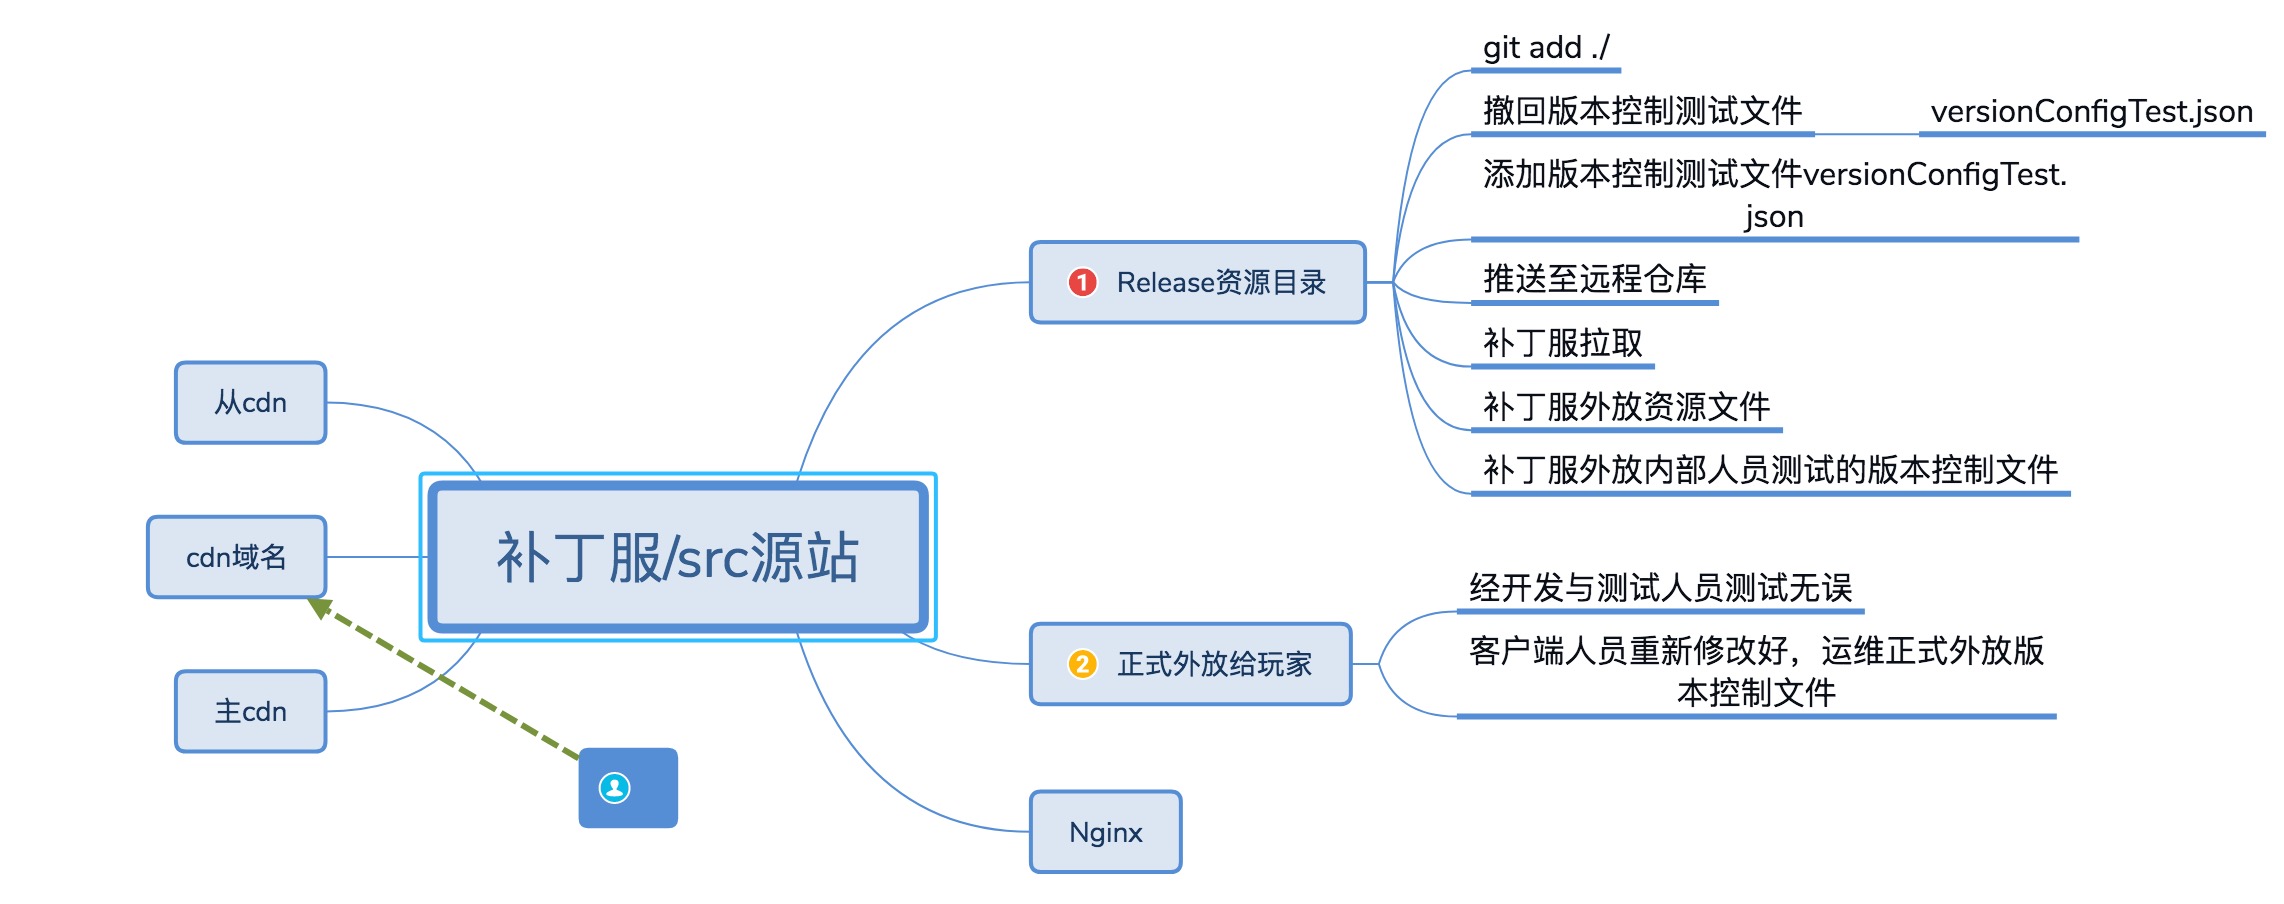 git add ./
撤回版本控制测试文件
versionConfigTest.json
添加版本控制测试文件versionConfigTest.
json
1
Release资源目录
推送至远程仓库
补丁服拉取
补丁服外放资源文件
补丁服外放内部人员测试的版本控制文件
从cdn
cdn域名
主cdn
补丁服/src源站
2
正式外放给玩家
经开发与测试人员测试无误
客户端人员重新修改好，运维正式外放版
本控制文件
Nginx